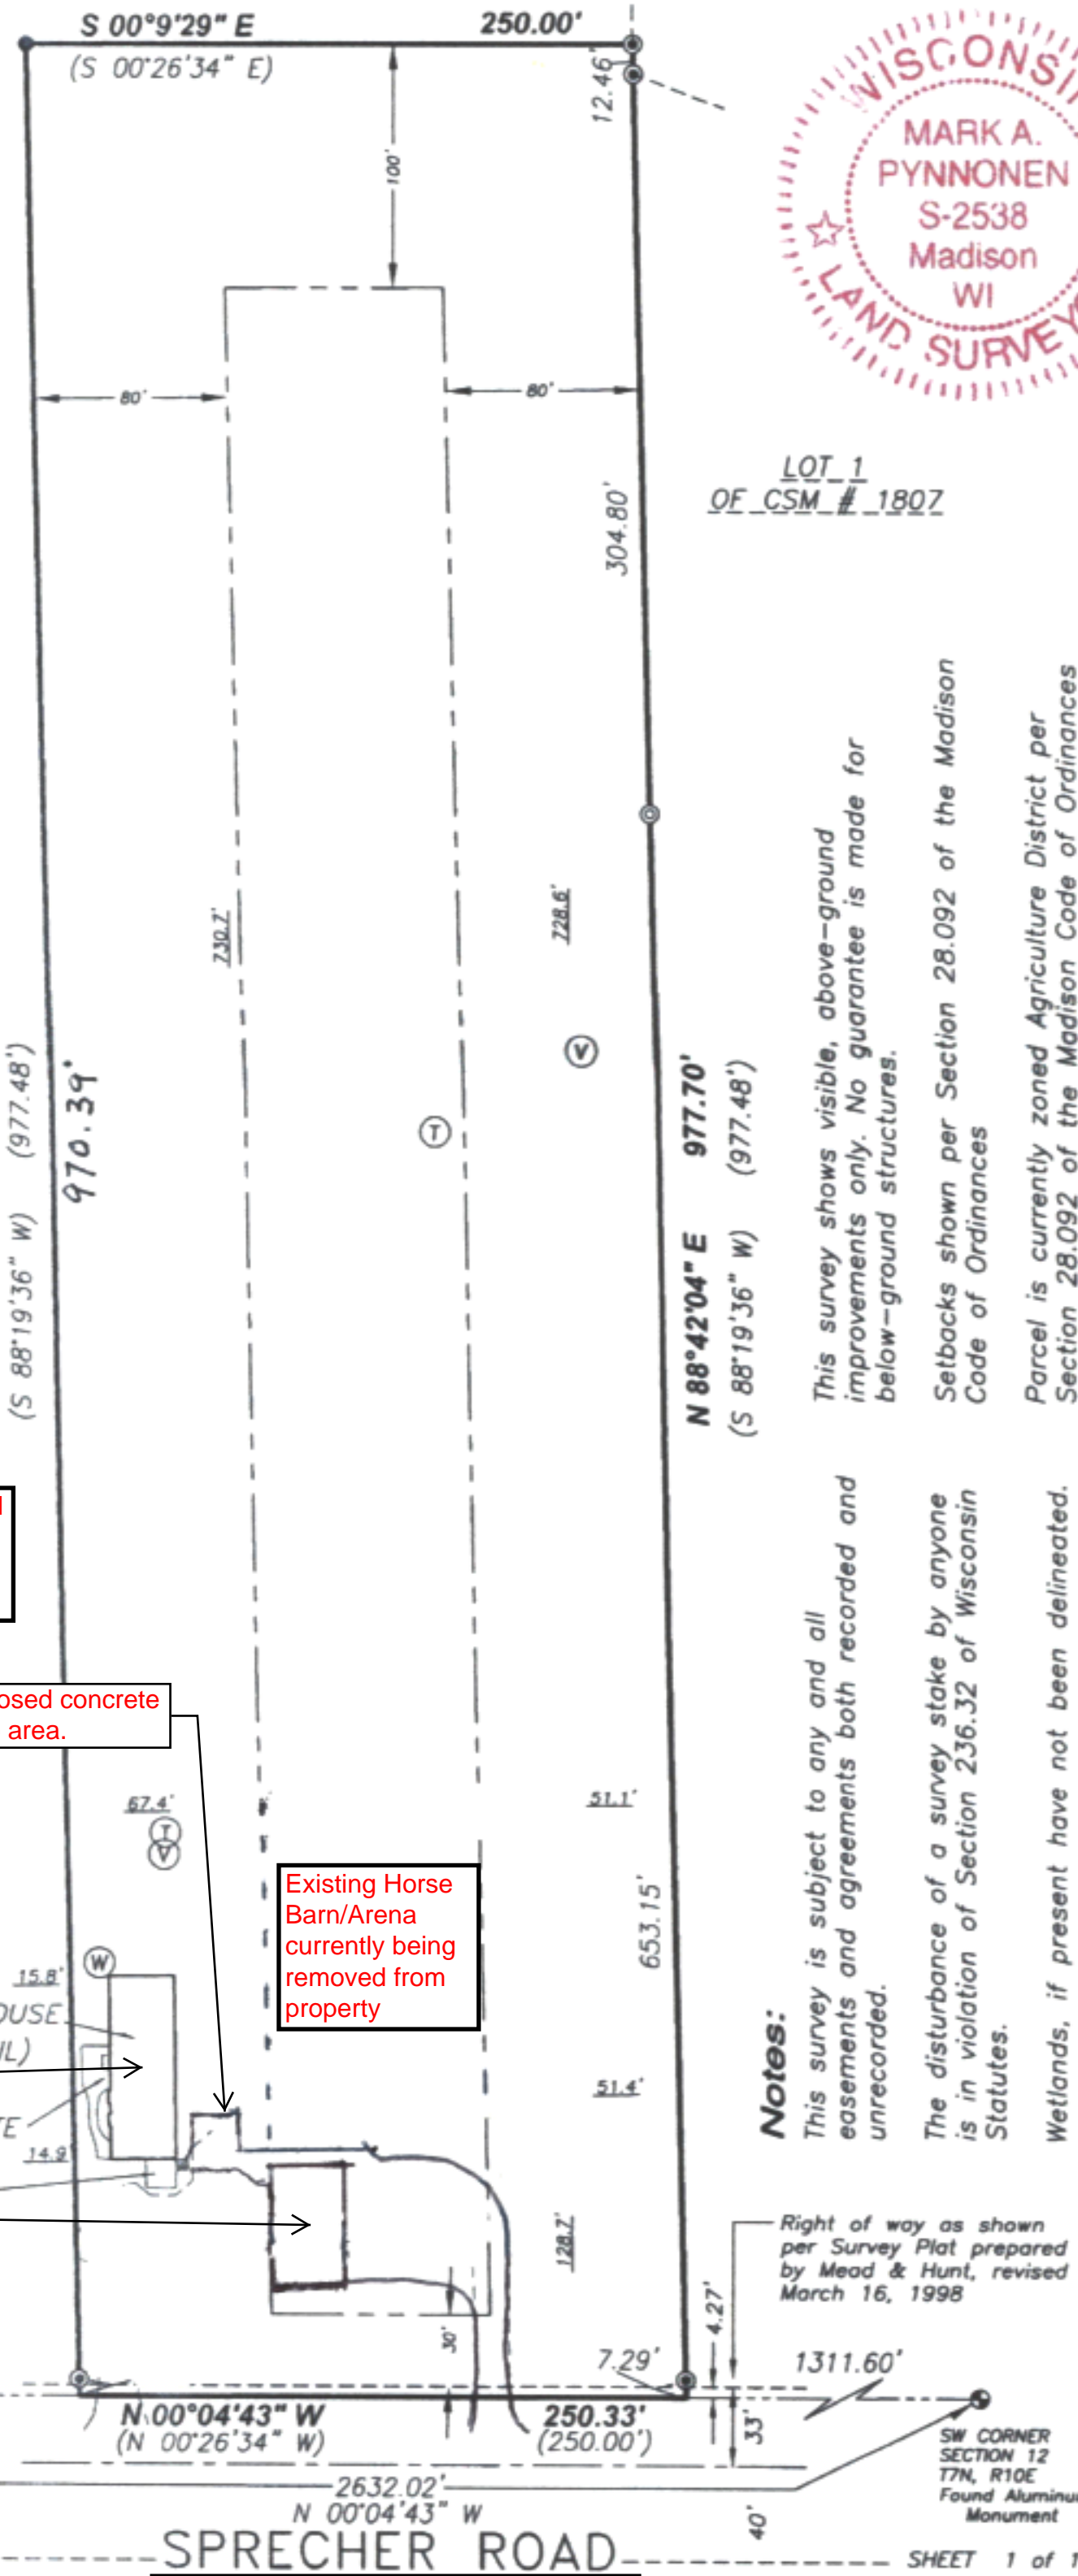 S 00°9'29" E 250.00'
(S 00°26'34" E)
12.46'
100'
WISCONSI
MARK A.
PYNNONEN
S-2538
Madison
WI
LAND SURVEY
80' 80'
LOT 1
OF CSM # 1807
304.80'
730.7'
728.6'
V
T
(S 88°19'36" W) (977.48')
970.39'
N 88°42'04" E 977.70'
(S 88°19'36" W) (977.48')
This survey shows visible, above-ground
improvements only. No guarantee is made for
below-ground structures.
Setbacks shown per Section 28.092 of the Madison
Code of Ordinances
Parcel is currently zoned Agriculture District per
Section 28.092 of the Madison Code of Ordinances
osed concrete
area.
67.4'
T
V
51.1'
Existing Horse
Barn/Arena
currently being
removed from
property
653.15'
W
15.8'
OUSE
IL)
TE
14.9
51.4'
128.7'
30'
Notes:
This survey is subject to any and all
easements and agreements both recorded and
unrecorded.
The disturbance of a survey stake by anyone
is in violation of Section 236.32 of Wisconsin
Statutes.
Wetlands, if present have not been delineated.
Right of way as shown
per Survey Plat prepared
by Mead & Hunt, revised
March 16, 1998
4.27'
7.29'
1311.60'
33'
N 00°04'43" W 250.33'
(N 00°26'34" W) (250.00')
SW CORNER
SECTION 12
T7N, R10E
Found Aluminu
Monument
2632.02'
N 00°04'43" W
40'
SPRECHER ROAD
SHEET 1 of 1